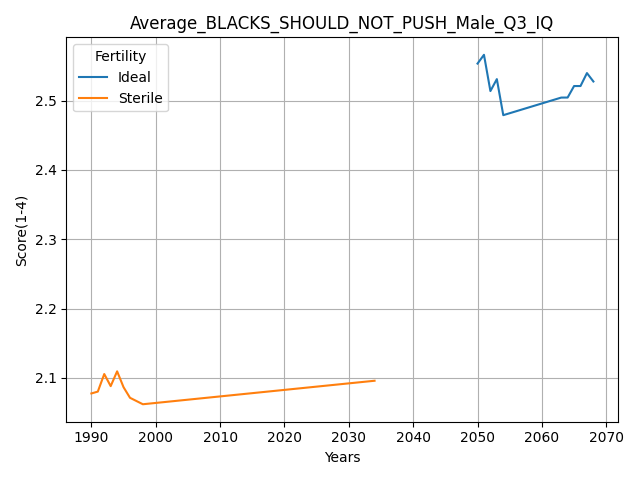 Average_BLACKS_SHOULD_NOT_PUSH_Male_Q3_IQ
Fertility
Ideal
Sterile
Score(1-4)
2.5
2.4
2.3
2.2
2.1
1990 2000 2010 2020 2030 2040 2050 2060 2070
Years